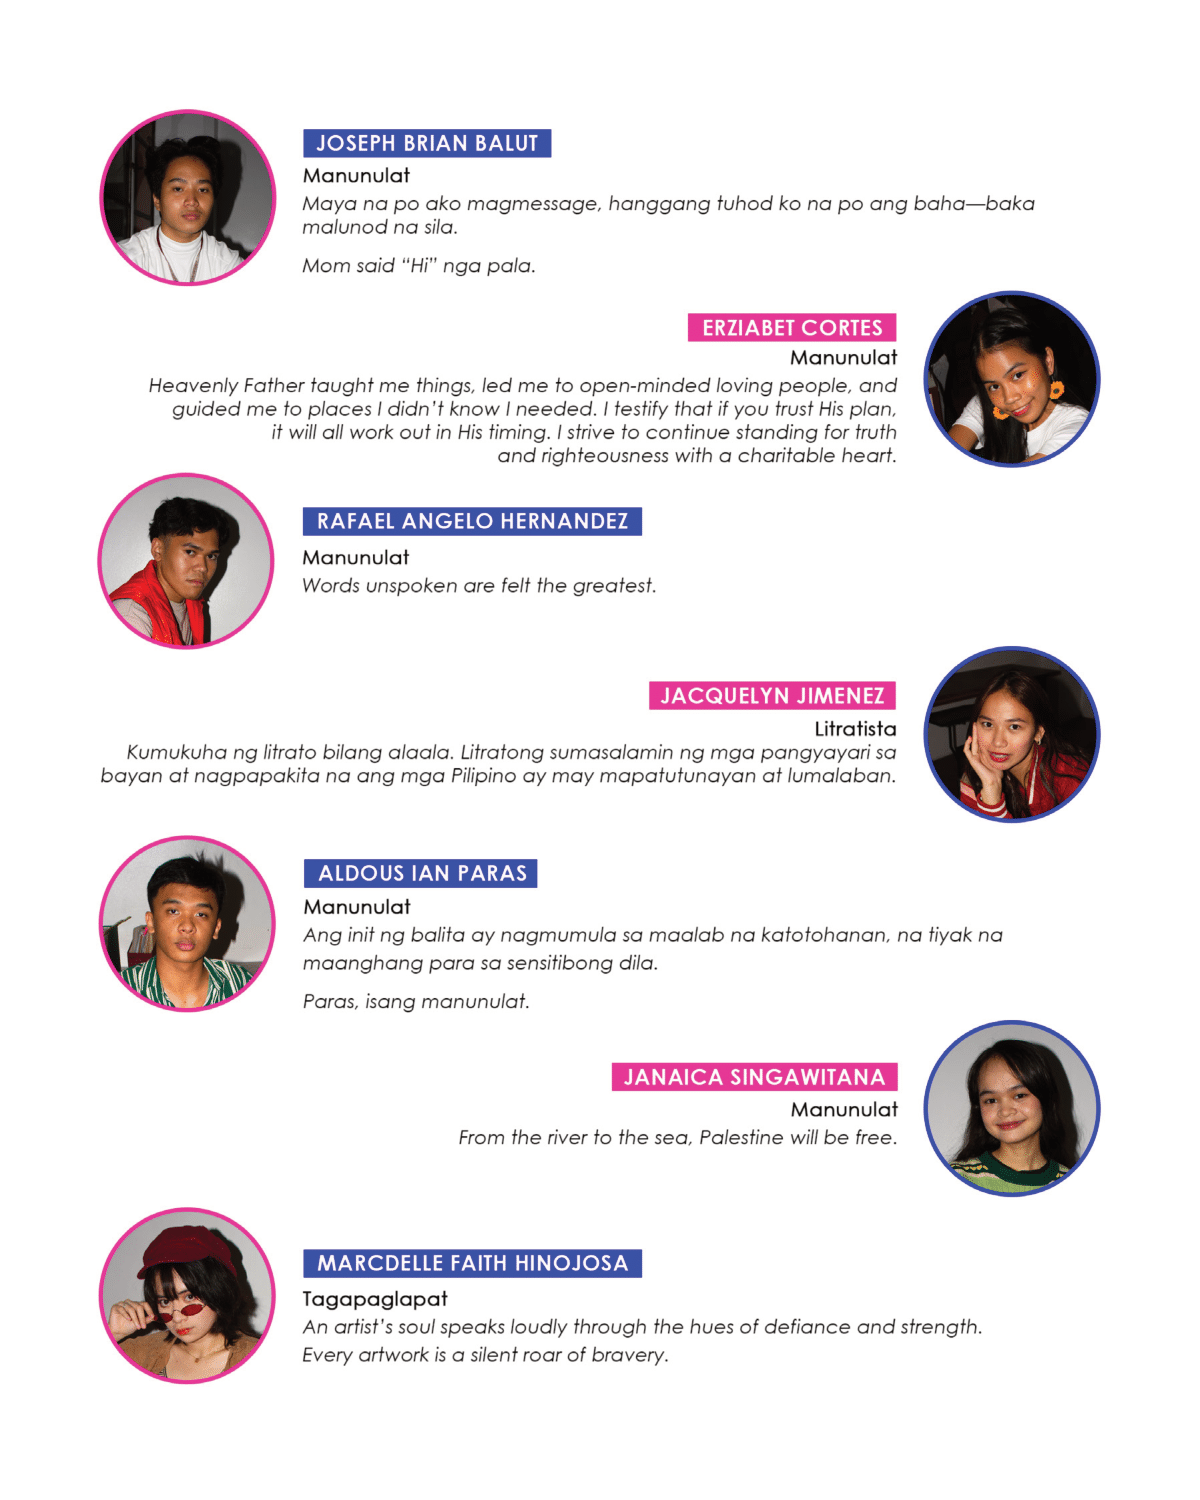 JOSEPH BRIAN BALUT
Manunulat
Maya na po ako magmessage, hanggang tuhod ko na po ang baha—baka
malunod na sila.
Mom said “Hi” nga pala.
ERZIABET CORTES
Manunulat
Heavenly Father taught me things, led me to open-minded loving people, and
guided me to places I didn’t know I needed. I testify that if you trust His plan,
it will all work out in His timing. I strive to continue standing for truth
and righteousness with a charitable heart.
RAFAEL ANGELO HERNANDEZ
Manunulat
Words unspoken are felt the greatest.
JACQUELYN JIMENEZ
Litratista
Kumukuha ng litrato bilang alaala. Litratong sumasalamin ng mga pangyayari sa
bayan at nagpapakita na ang mga Pilipino ay may mapatutunayan at lumalaban.
ALDOUS IAN PARAS
Manunulat
Ang init ng balita ay nagmumula sa maalab na katotohanan, na tiyak na
maanghang para sa sensitibong dila.
Paras, isang manunulat.
JANAICA SINGAWITANA
Manunulat
From the river to the sea, Palestine will be free.
MARCDELLE FAITH HINOJOSA
Tagapaglapat
An artist’s soul speaks loudly through the hues of defiance and strength.
Every artwork is a silent roar of bravery.